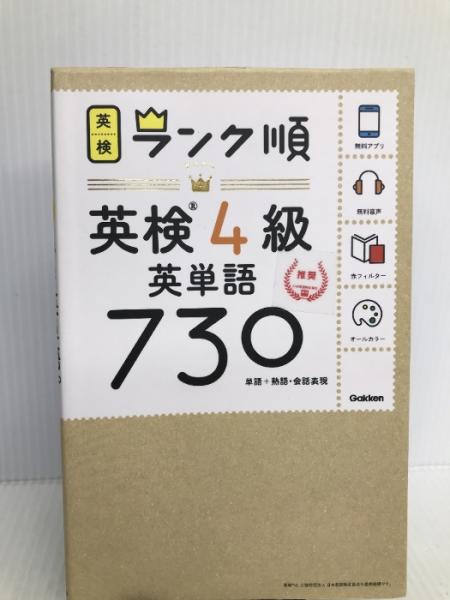 英検
ランク順
英検® 4級
英単語
730
単語+熟語・会話表現
推奨
無料アプリ
無料音声
赤フィルター
オールカラー
Gakken